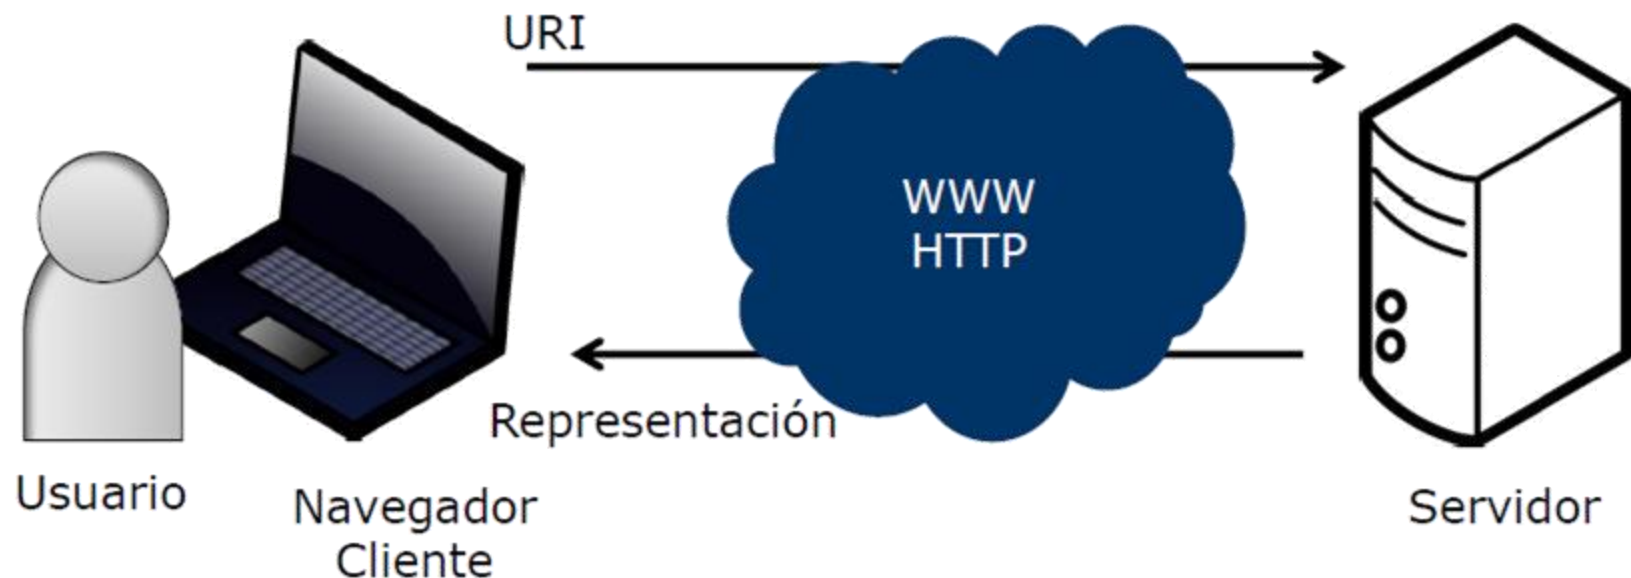 URI
WWW
HTTP
Representación
Usuario
Navegador
Cliente
Servidor